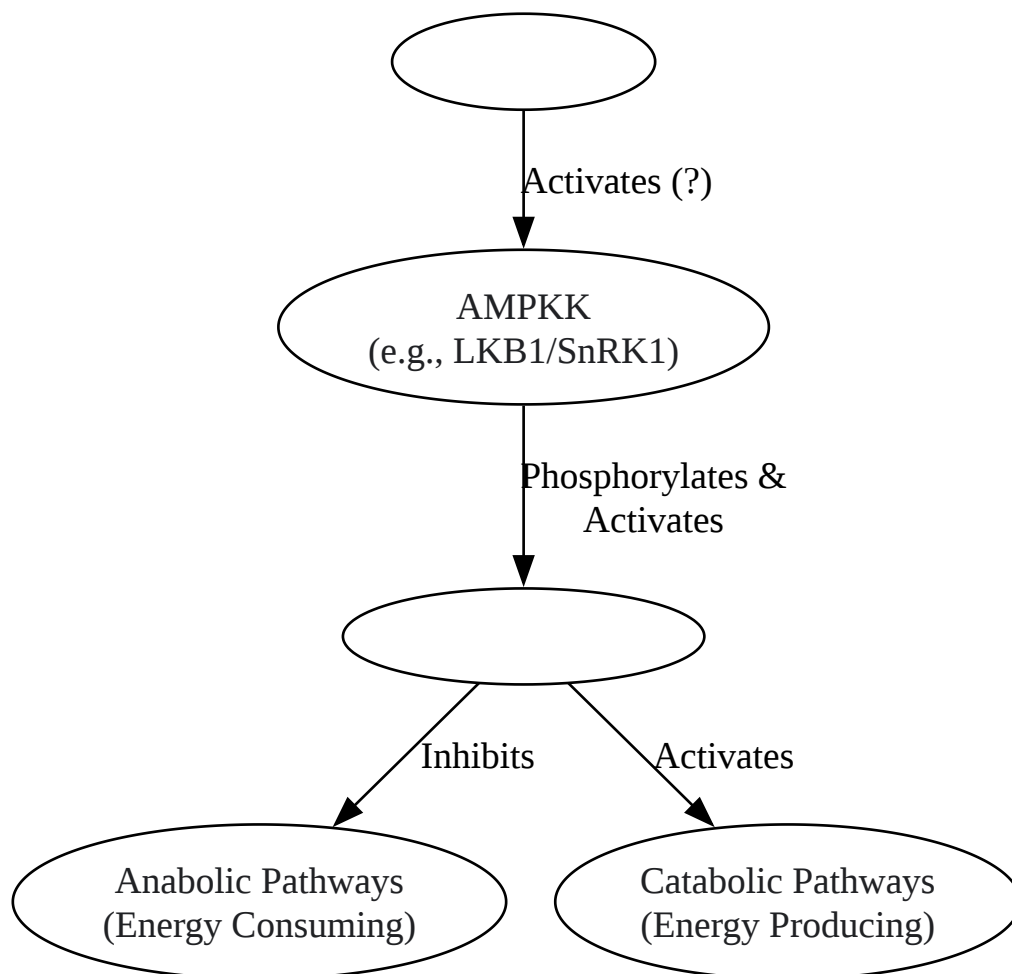 Activates (?)
AMPKK
(e.g., LKB1/SnRK1)
Phosphorylates &
Activates
Inhibits
Activates
Anabolic Pathways
(Energy Consuming)
Catabolic Pathways
(Energy Producing)